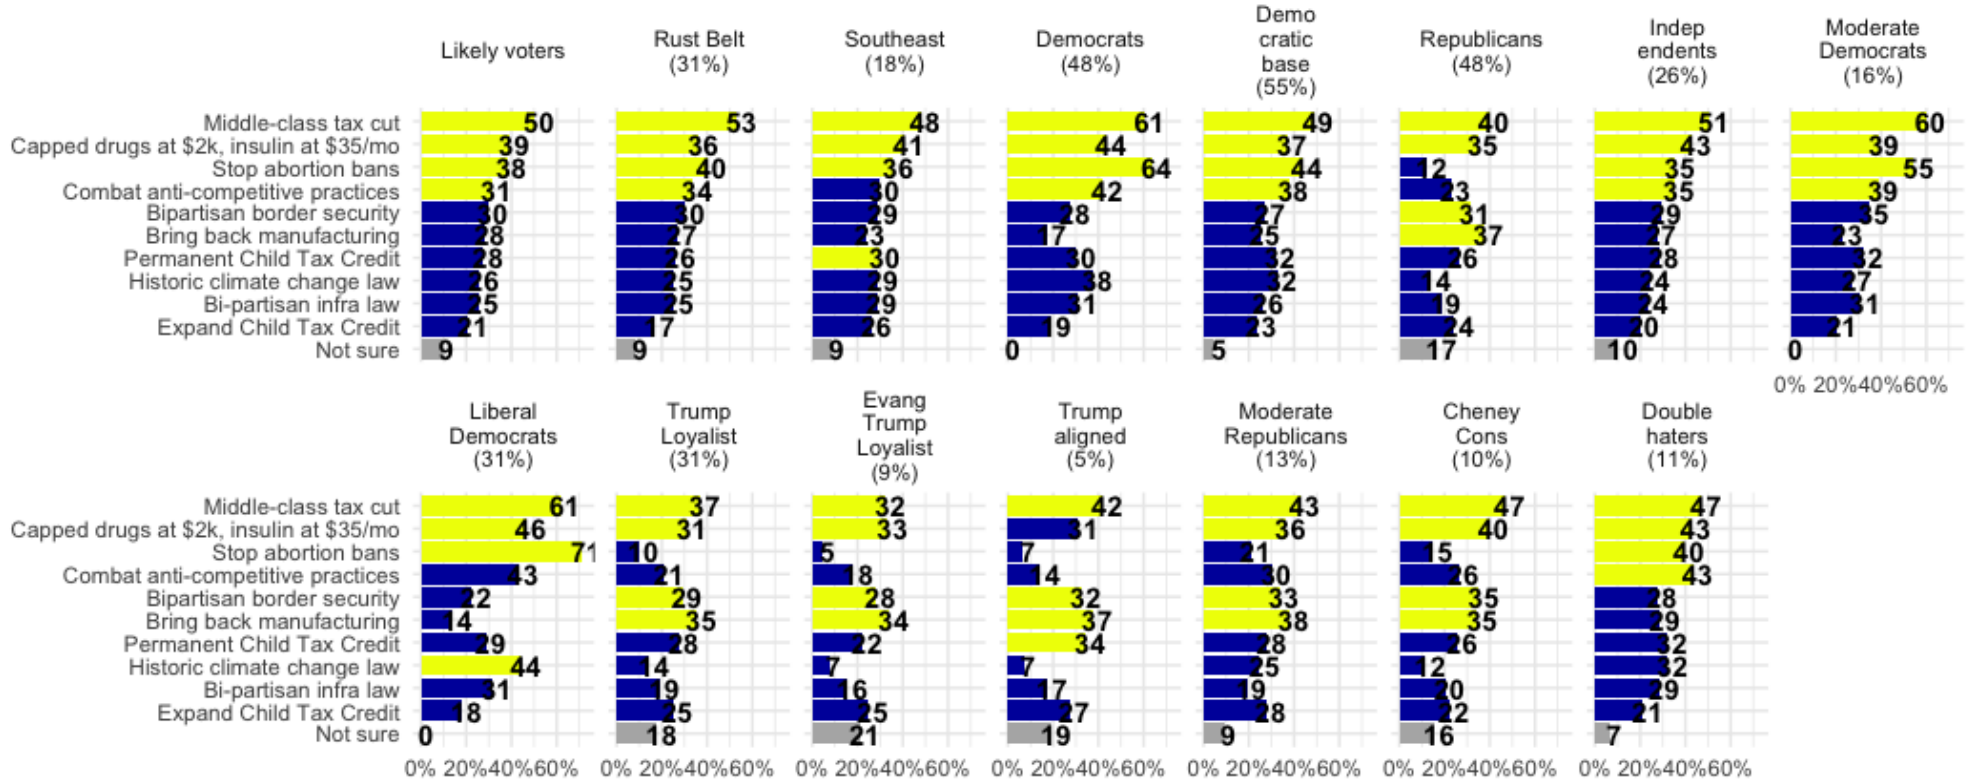 Likely voters
Rust Belt
(31%)
Southeast
(18%)
Democrats
(48%)
Demo
cratic
base
(55%)
Republicans
(48%)
Indep
endents
(26%)
Moderate
Democrats
(16%)
Middle-class tax cut 50 53 48 61 49 40 51 60
Capped drugs at $2k, insulin at $35/mo 39 36 41 44 37 35 43 39
Stop abortion bans 38 40 36 64 44 12 35 55
Combat anti-competitive practices 31 34 30 42 38 23 35 39
Bipartisan border security 30 30 29 28 27 31 29 35
Bring back manufacturing 28 27 23 17 25 37 27 23
Permanent Child Tax Credit 28 26 30 30 32 26 28 32
Historic climate change law 26 25 29 38 32 14 24 27
Bi-partisan infra law 25 25 29 31 26 19 24 31
Expand Child Tax Credit 21 17 26 19 23 24 20 21
Not sure 9 9 9 0 5 17 10 0
0% 20%40%60%
Liberal
Democrats
(31%)
Trump
Loyalist
(31%)
Evang
Trump
Loyalist
(9%)
Trump
aligned
(5%)
Moderate
Republicans
(13%)
Cheney
Cons
(10%)
Double
haters
(11%)
Middle-class tax cut 61 37 32 42 43 47 47
Capped drugs at $2k, insulin at $35/mo 46 31 33 31 36 40 43
Stop abortion bans 71 10 5 7 21 15 40
Combat anti-competitive practices 43 21 18 14 30 26 43
Bipartisan border security 22 29 28 32 33 35 28
Bring back manufacturing 14 35 34 37 38 35 29
Permanent Child Tax Credit 29 28 22 34 28 26 32
Historic climate change law 44 14 7 7 25 12 32
Bi-partisan infra law 31 19 16 17 19 20 29
Expand Child Tax Credit 18 25 25 27 28 22 21
Not sure 0 18 21 19 9 16 7
0% 20%40%60% 0% 20%40%60% 0% 20%40%60% 0% 20%40%60% 0% 20%40%60% 0% 20%40%60% 0% 20%40%60%